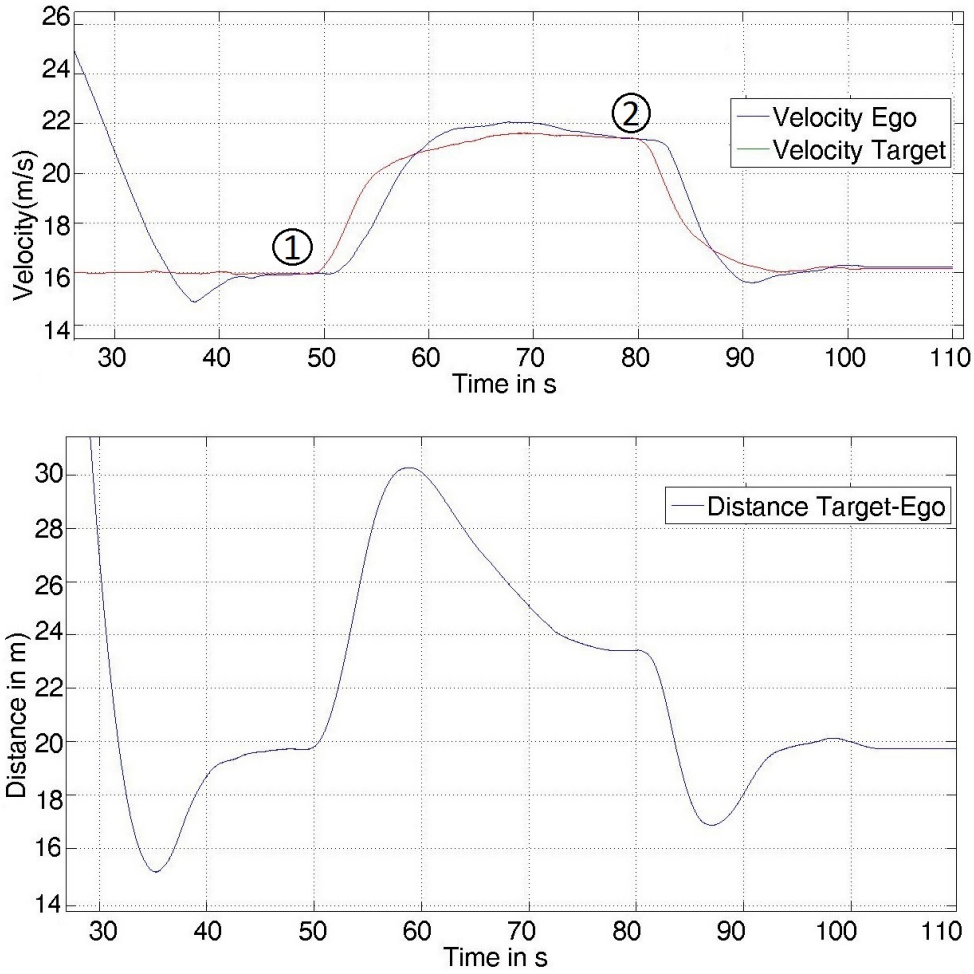 26
24
22
20
18
16
14
Velocity(m/s)
1
2
Velocity Ego
Velocity Target
30 40 50 60 70 80 90 100 110
Time in s
30
28
26
24
22
20
18
16
14
Distance in m)
Distance Target-Ego
30 40 50 60 70 80 90 100 110
Time in s